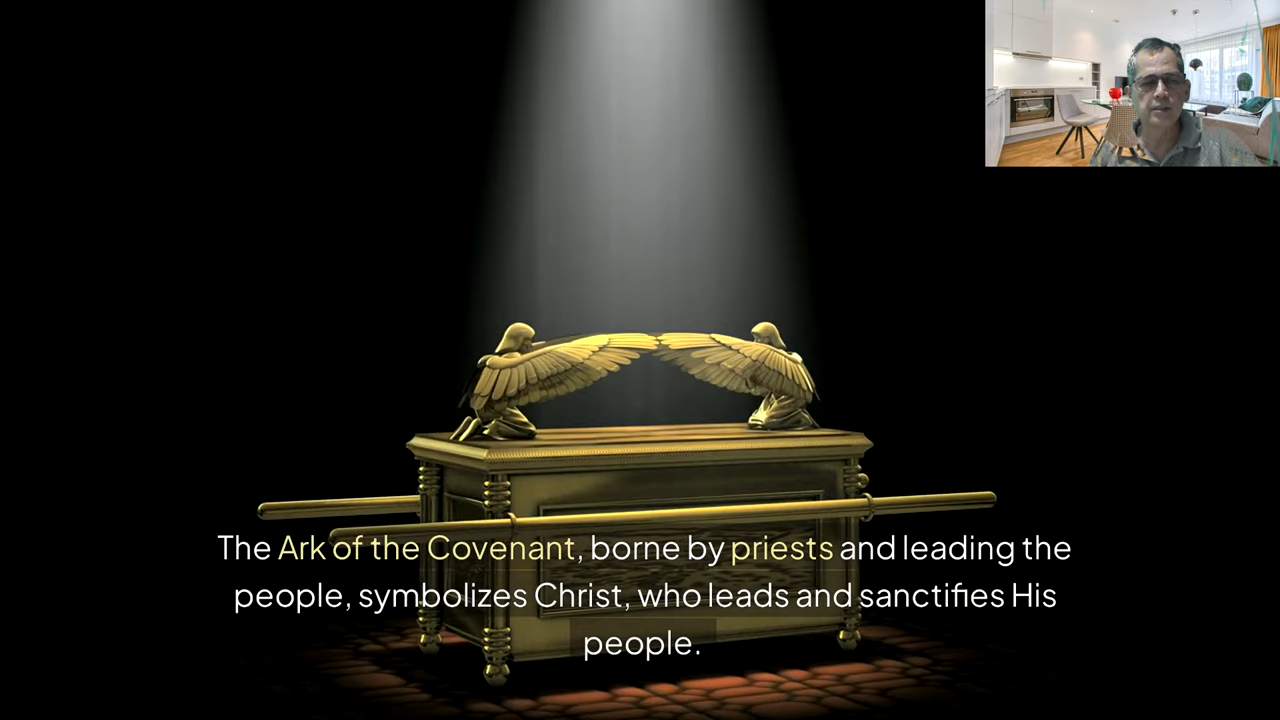 The Ark of the Covenant, borne by priests and leading the
people, symbolizes Christ, who leads and sanctifies His
people.